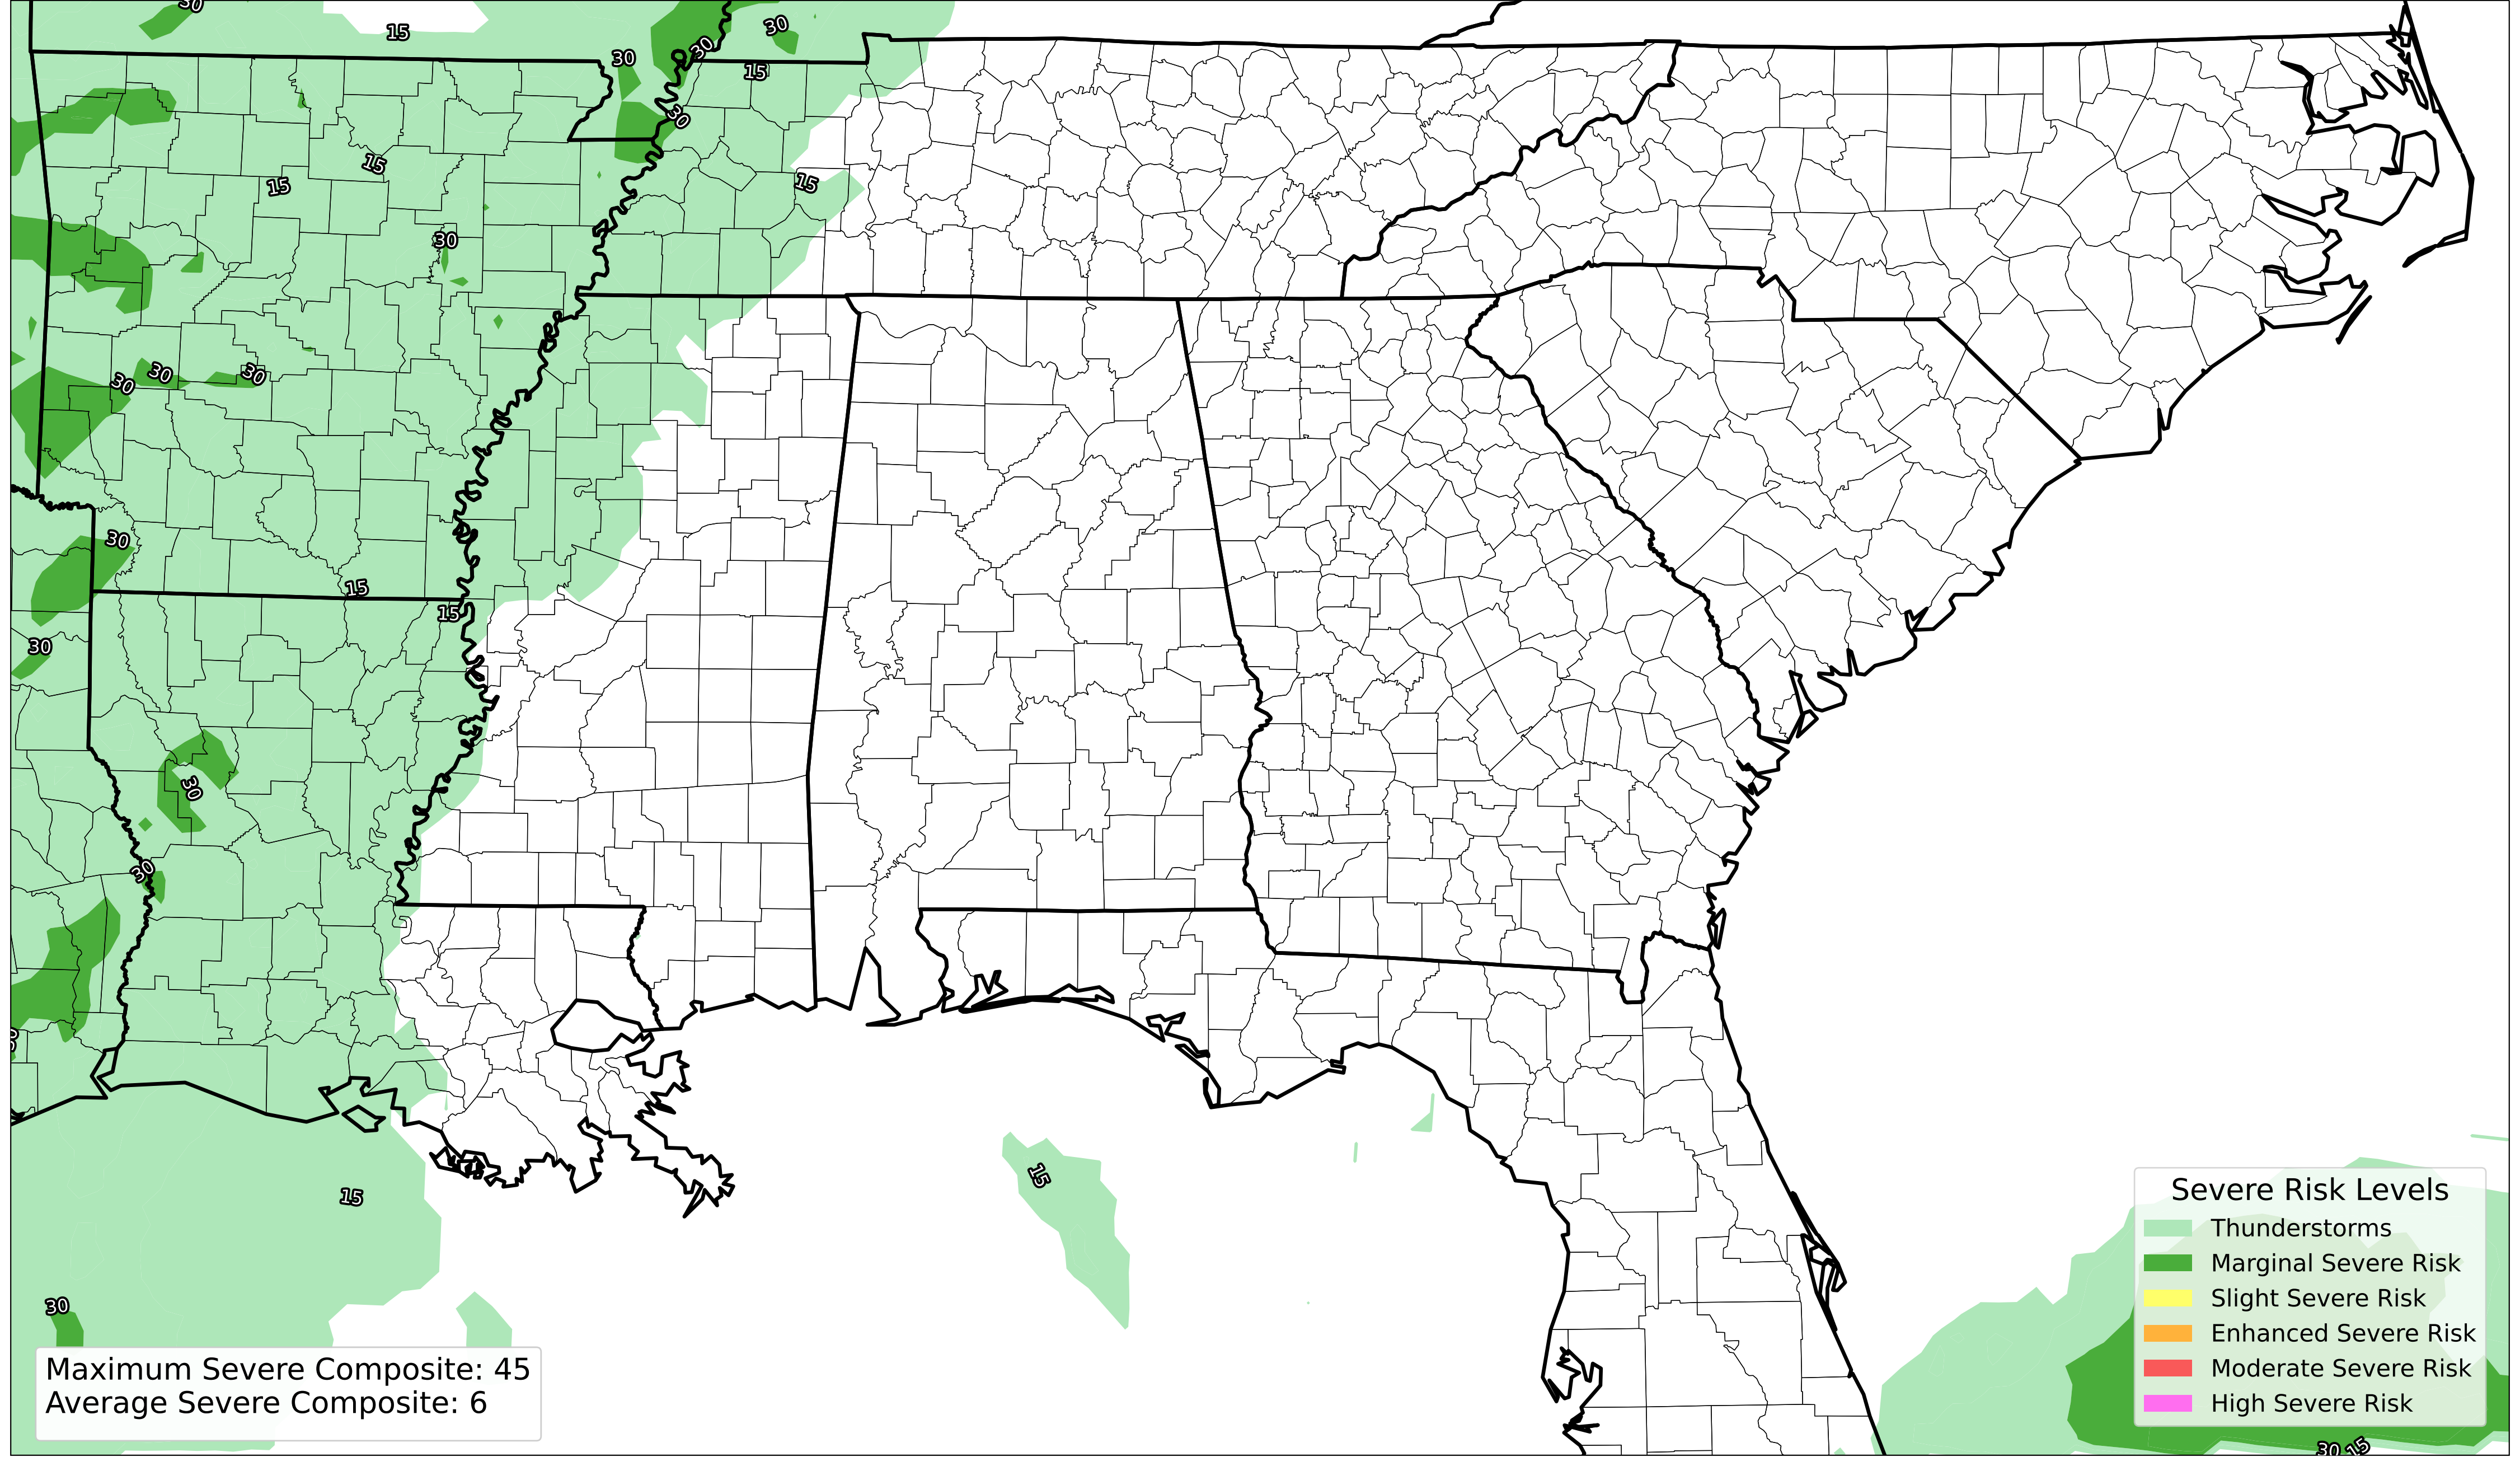 30
15
30
30
30
15
30
15
15
15
30
30
30
30
30
15
15
30
30
30
15
15
30
Severe Risk Levels
Thunderstorms
Marginal Severe Risk
Slight Severe Risk
Enhanced Severe Risk
Moderate Severe Risk
High Severe Risk
Maximum Severe Composite: 45
Average Severe Composite: 6
30 15